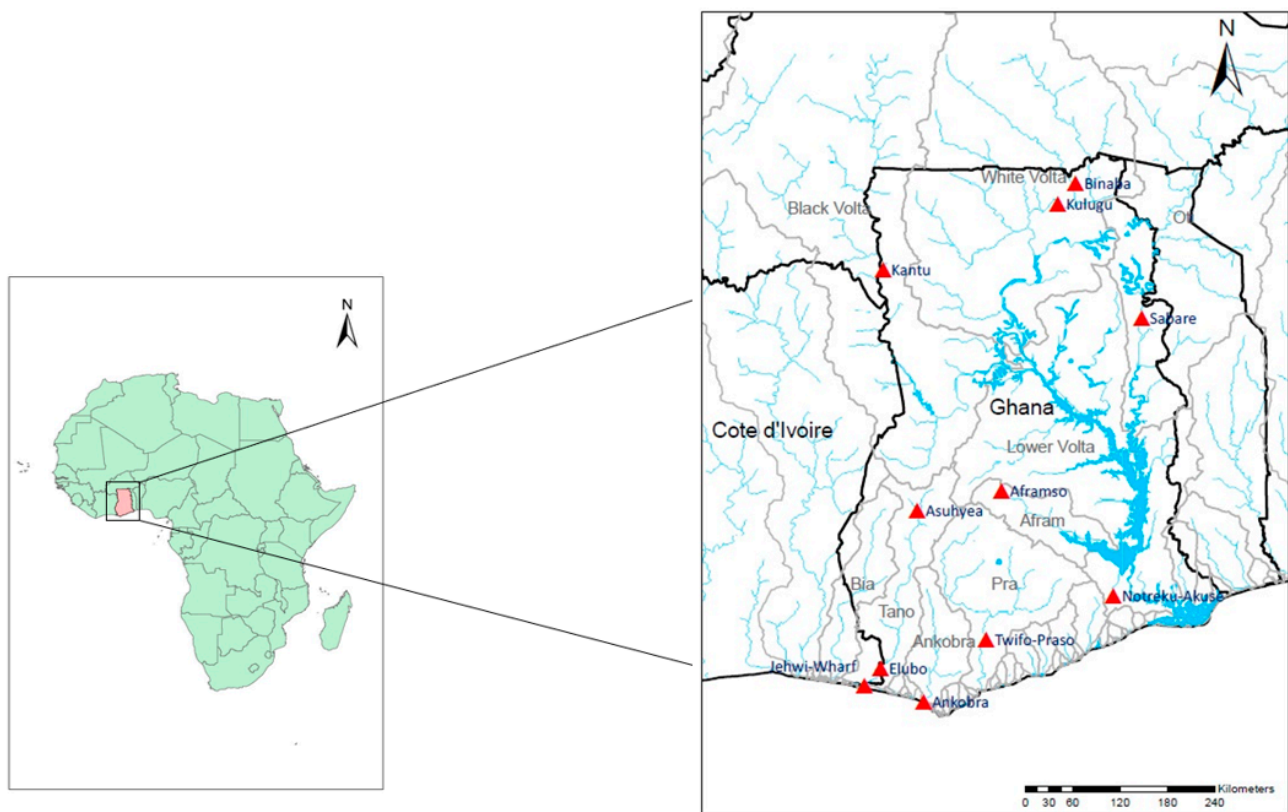 N
N
White Volta
Binaba
Kulugu
Black Volta
Oti
Kantu
Sabare
Ghana
Cote d'Ivoire
Lower Volta
Aframso
Asuhyea
Afram
Bia
Pra
Notreku-Akuse
Tano
Ankobra
Twifo-Praso
Jehwi-Wharf
Elubo
Ankobra
Kilometers
0 30 60 120 180 240